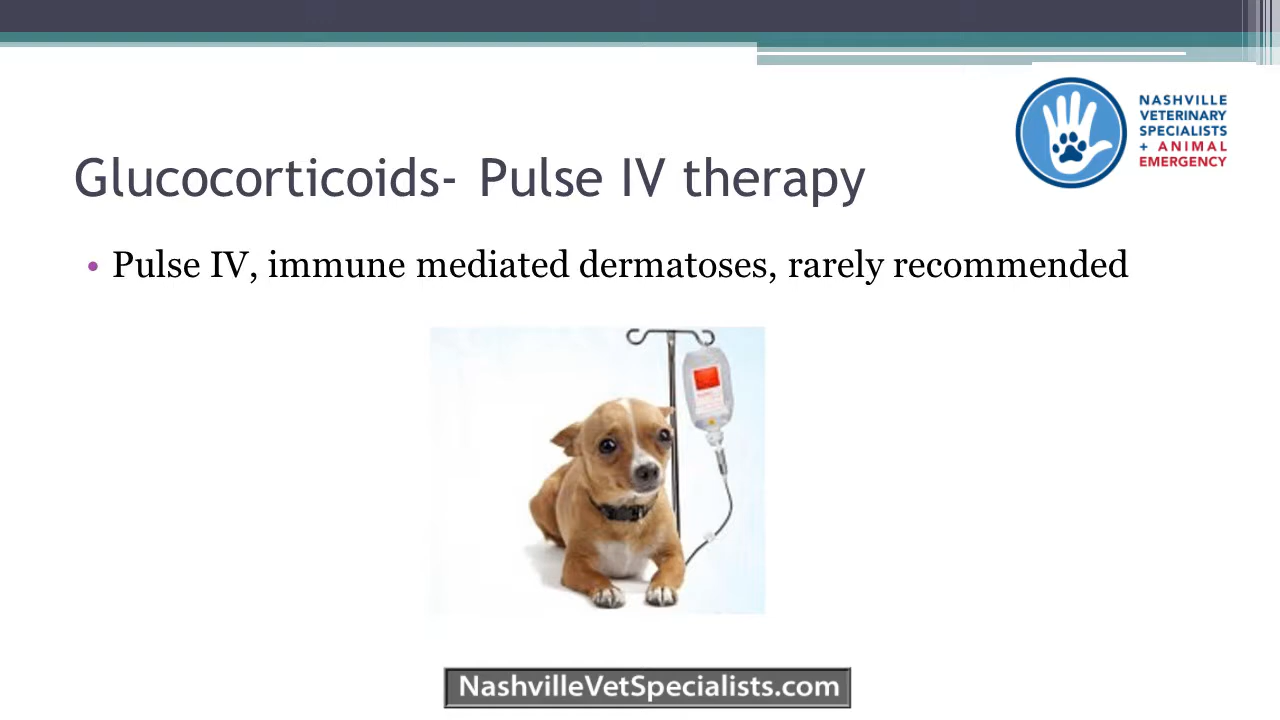 NASHVILLE
VETERINARY
SPECIALISTS
+ ANIMAL
EMERGENCY
Glucocorticoids- Pulse IV therapy
• Pulse IV, immune mediated dermatoses, rarely recommended
NashvilleVetSpecialists.com